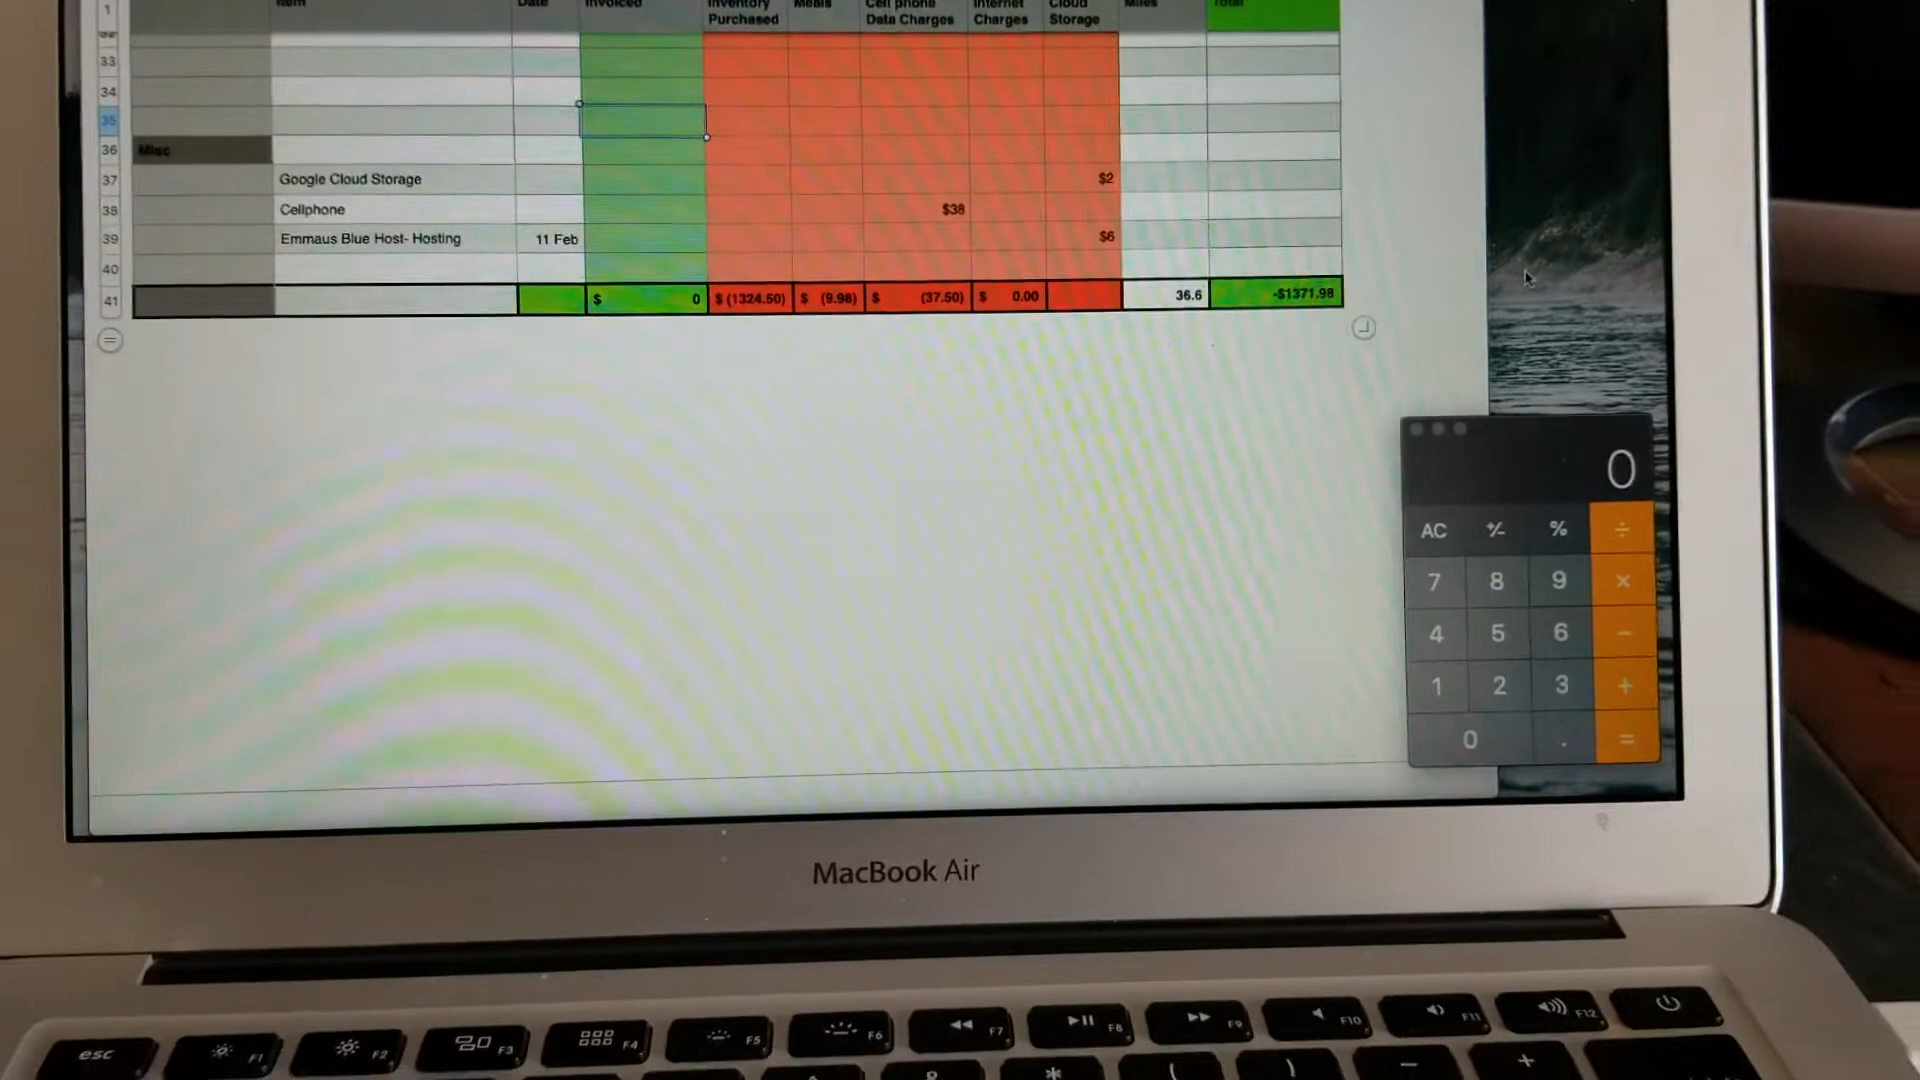 1 Item Date Invoiced Inventory Purchased Meals Cell phone Data Charges Internet Charges Cloud Storage Miles Total
33
34
35
36 Misc
37 Google Cloud Storage $2
38 Cellphone $38
39 Emmaus Blue Host- Hosting 11 Feb $6
40
41 $ 0 $ (1324.50) $ (9.98) $ (37.50) $ 0.00 36.6 -$1371.98
0
AC +/- % ÷
7 8 9 ×
4 5 6 −
1 2 3 +
0 . =
MacBook Air
esc F1 F2 F3 F4 F5 F6 F7 F8 F9 F10 F11 F12
* ( ) − +